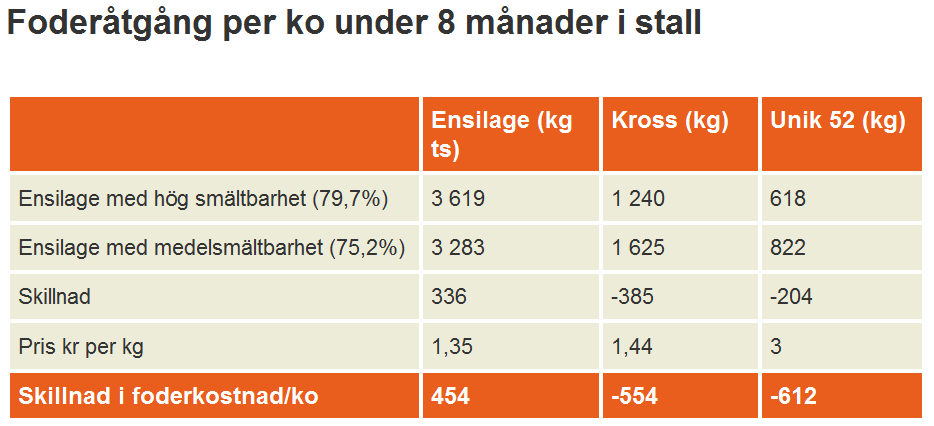 Foderåtgång per ko under 8 månader i stall
Ensilage (kg ts) Kross (kg) Unik 52 (kg)
Ensilage med hög smältbarhet (79,7%) 3 619 1 240 618
Ensilage med medelsmältbarhet (75,2%) 3 283 1 625 822
Skillnad 336 -385 -204
Pris kr per kg 1,35 1,44 3
Skillnad i foderkostnad/ko 454 -554 -612